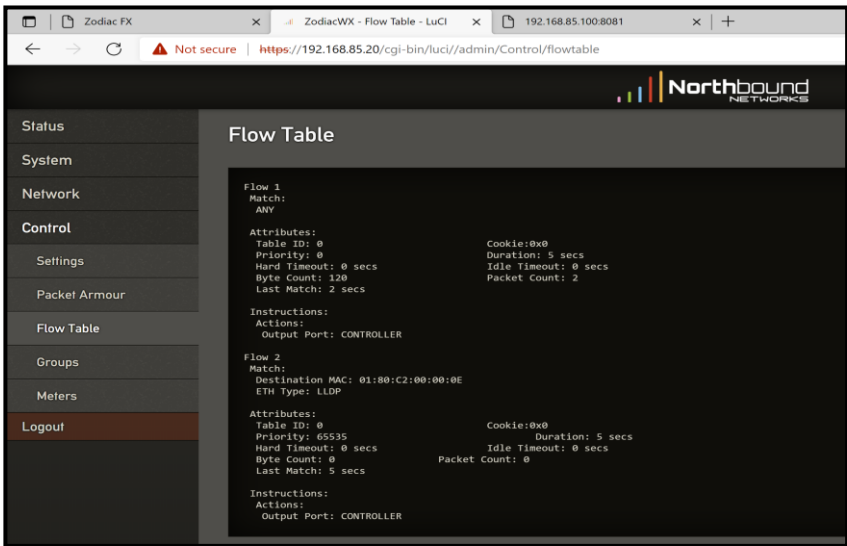 Zodiac FX
ZodiacWX - Flow Table - LuCI
192.168.85.100:8081
Not secure
https://192.168.85.20/cgi-bin/luci//admin/Control/flowtable
Northbound
NETWORKS
Status
System
Network
Control
Settings
Packet Armour
Flow Table
Groups
Meters
Logout
Flow Table
Flow 1
Match:
ANY
Attributes:
Table ID: 0 Cookie:0x0
Priority: 0 Duration: 5 secs
Hard Timeout: 0 secs Idle Timeout: 0 secs
Byte Count: 120 Packet Count: 2
Last Match: 2 secs
Instructions:
Actions:
Output Port: CONTROLLER
Flow 2
Match:
Destination MAC: 01:80:C2:00:00:0E
ETH Type: LLDP
Attributes:
Table ID: 0 Cookie:0x0
Priority: 65535 Duration: 5 secs
Hard Timeout: 0 secs Idle Timeout: 0 secs
Byte Count: 0 Packet Count: 0
Last Match: 5 secs
Instructions:
Actions:
Output Port: CONTROLLER